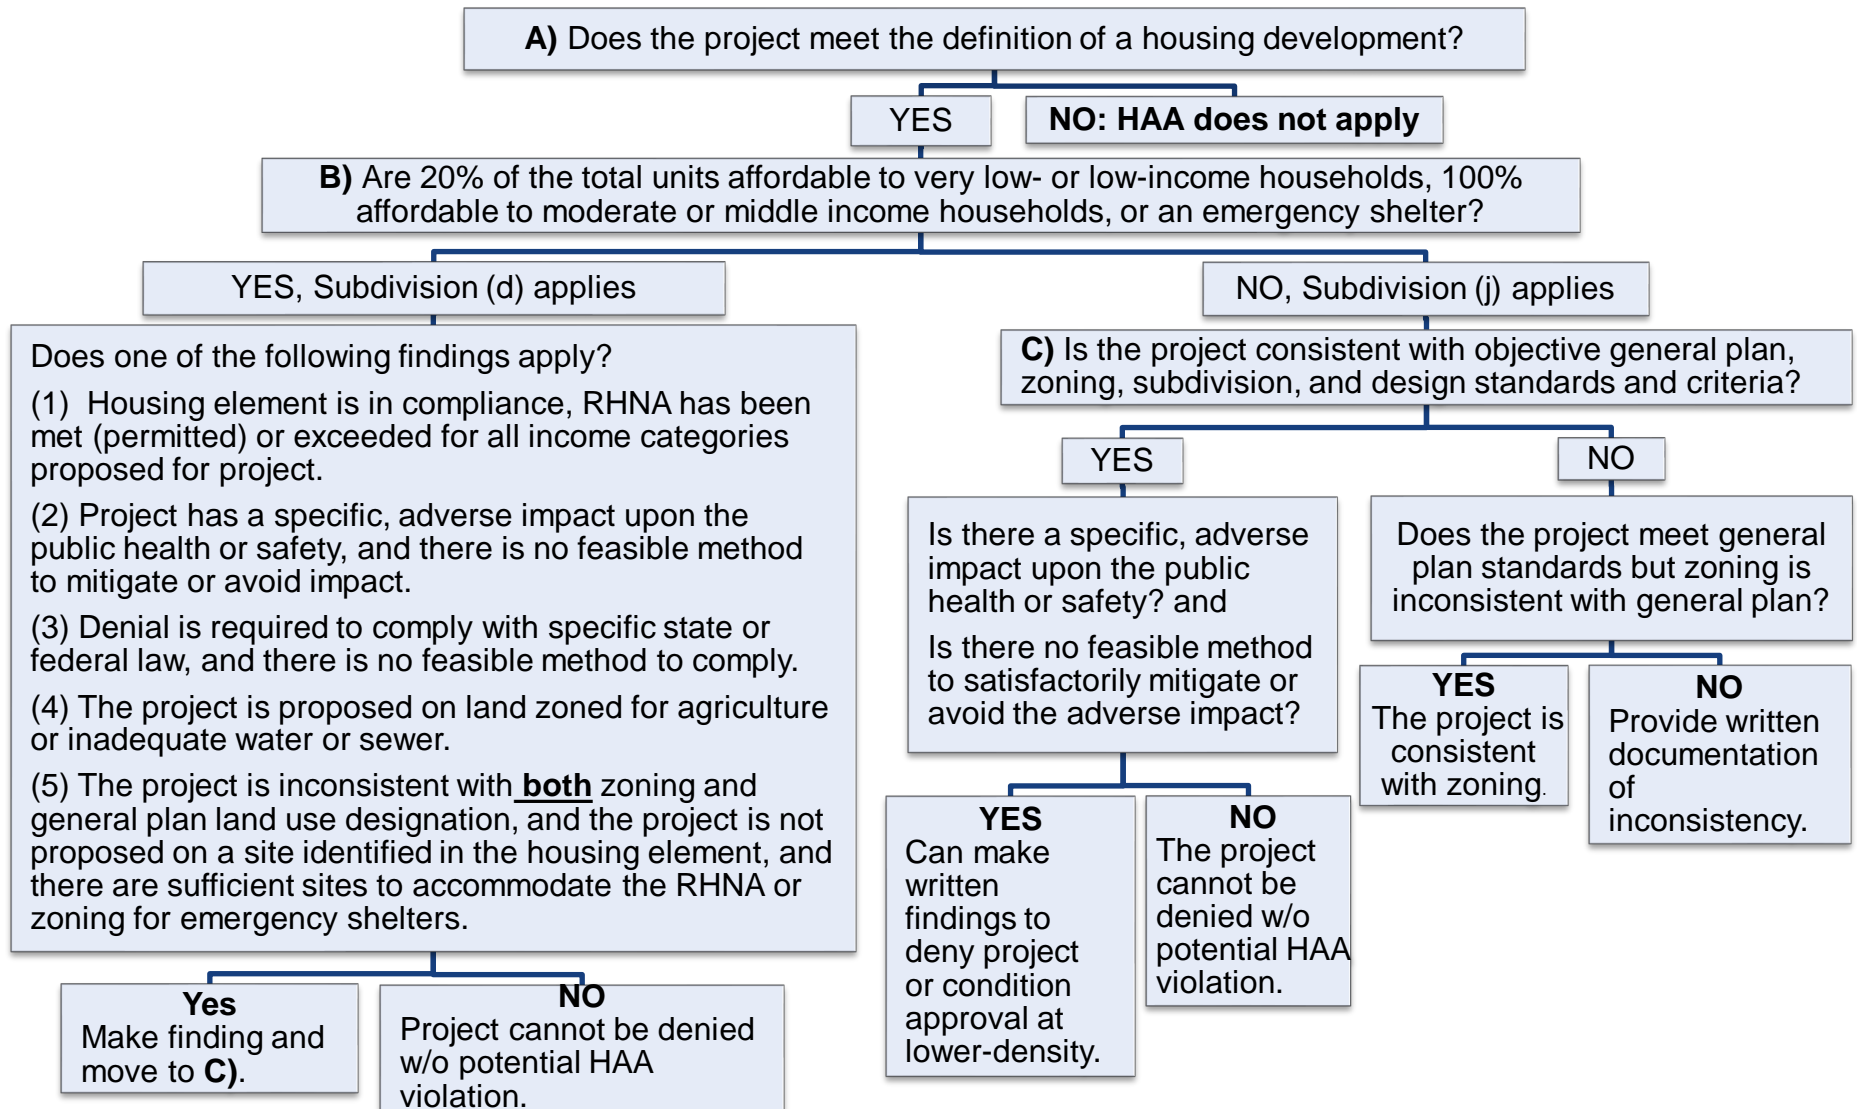 A) Does the project meet the definition of a housing development?
YES
NO: HAA does not apply
B) Are 20% of the total units affordable to very low- or low-income households, 100%
affordable to moderate or middle income households, or an emergency shelter?
YES, Subdivision (d) applies
NO, Subdivision (j) applies
Does one of the following findings apply?
(1) Housing element is in compliance, RHNA has been
met (permitted) or exceeded for all income categories
proposed for project.
(2) Project has a specific, adverse impact upon the
public health or safety, and there is no feasible method
to mitigate or avoid impact.
(3) Denial is required to comply with specific state or
federal law, and there is no feasible method to comply.
(4) The project is proposed on land zoned for agriculture
or inadequate water or sewer.
(5) The project is inconsistent with both zoning and
general plan land use designation, and the project is not
proposed on a site identified in the housing element, and
there are sufficient sites to accommodate the RHNA or
zoning for emergency shelters.
Yes
Make finding and
move to C).
NO
Project cannot be denied
w/o potential HAA
violation.
C) Is the project consistent with objective general plan,
zoning, subdivision, and design standards and criteria?
YES
NO
Is there a specific, adverse
impact upon the public
health or safety? and
Is there no feasible method
to satisfactorily mitigate or
avoid the adverse impact?
YES
Can make
written
findings to
deny project
or condition
approval at
lower-density.
NO
The project
cannot be
denied w/o
potential HAA
violation.
Does the project meet general
plan standards but zoning is
inconsistent with general plan?
YES
The project is
consistent
with zoning.
NO
Provide written
documentation
of
inconsistency.